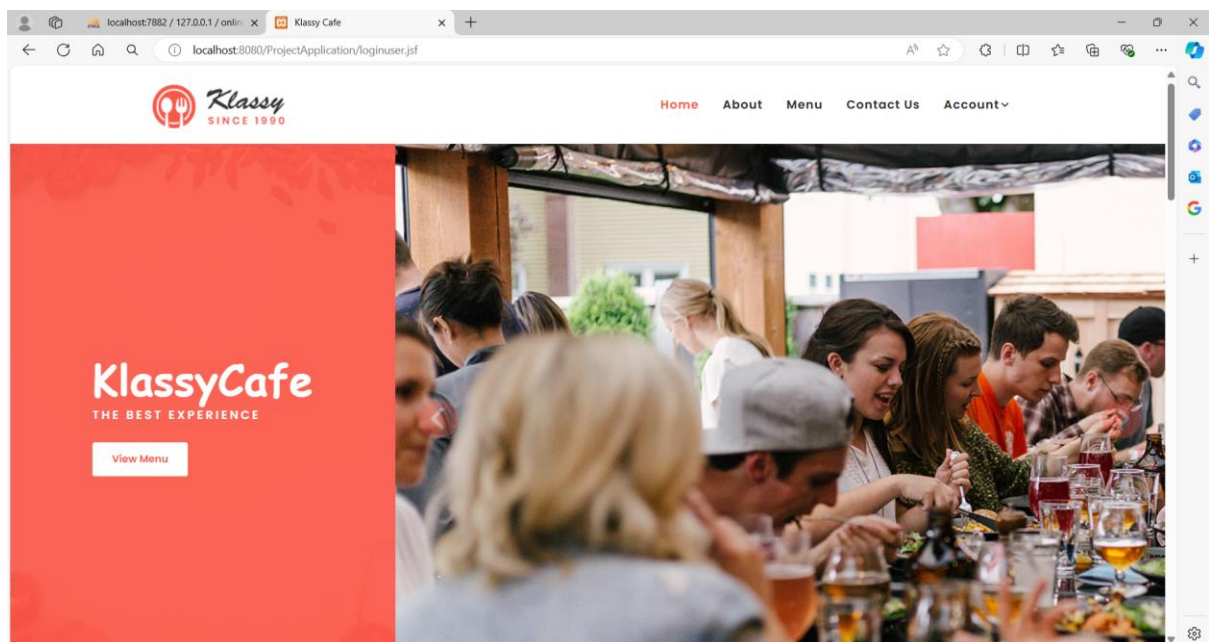 localhost:7882 / 127.0.0.1 / onlin
Klassy Cafe
localhost:8080/ProjectApplication/loginuser.jsf
Klassy
SINCE 1990
Home About Menu Contact Us Account
KlassyCafe
THE BEST EXPERIENCE
View Menu